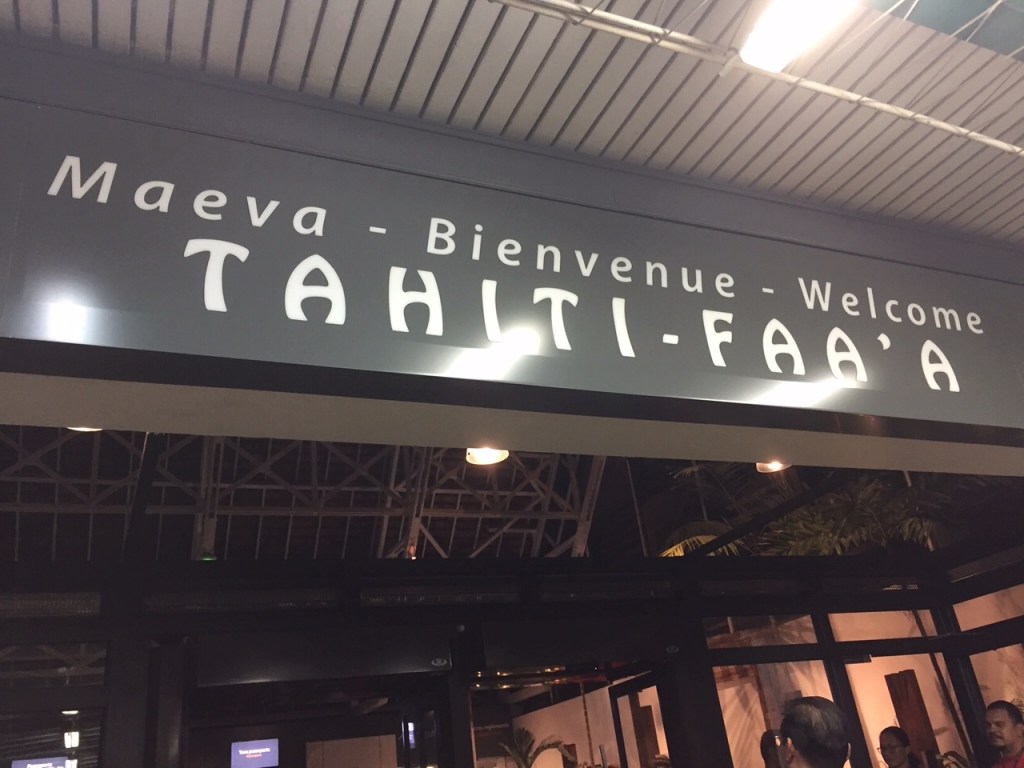 Maeva - Bienvenue - Welcome
TAHITI-FAA'A